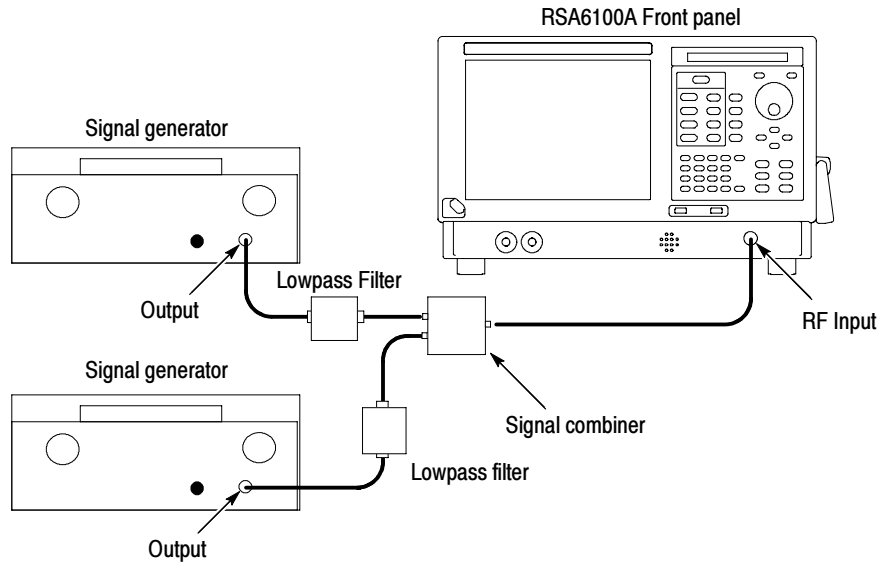 RSA6100A Front panel
Signal generator
Output
Lowpass Filter
RF Input
Signal generator
Signal combiner
Lowpass filter
Output